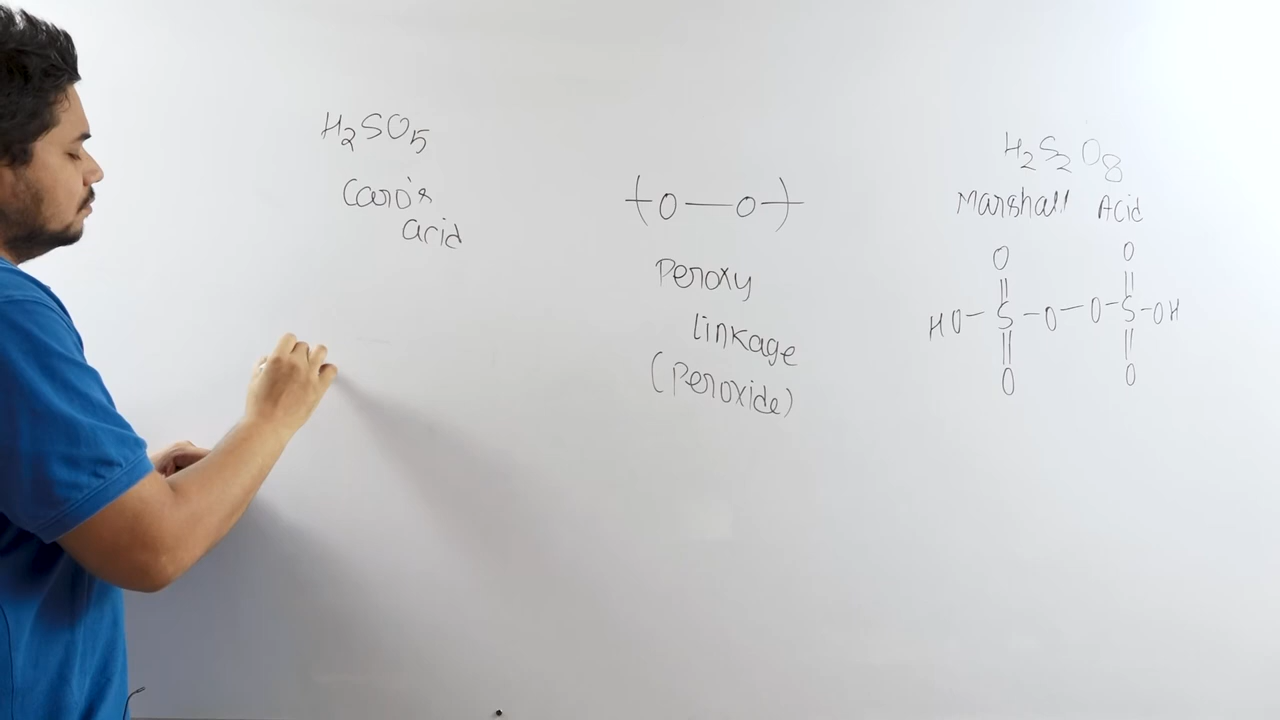 H₂SO₅
Caro's
acid
(-O-O-)
Peroxy
linkage
(Peroxide)
H₂S₂O₈
Marshall Acid
O O
|| ||
HO-S-O-O-S-OH
|| ||
O O